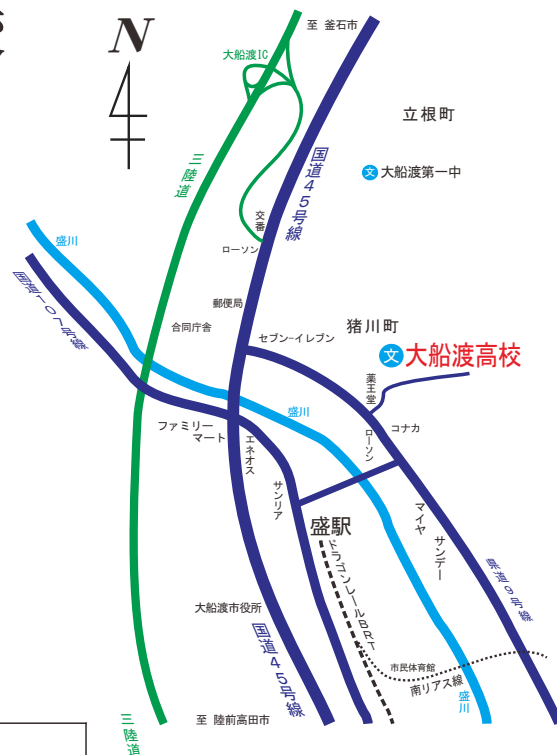 N
至 釜石市
大船渡IC
立根町
三陸道
国道45号線
文 大船渡第一中
交番
ローソン
盛川
国道107号線
郵便局
合同庁舎
セブン-イレブン
猪川町
文 大船渡高校
薬王堂
盛川
ファミリーマート
エネオス
ローソン
コナカ
サンリア
マイヤ
サンデー
盛駅
ドラゴンレールBRT
県道9号線
大船渡市役所
国道45号線
市民体育館
南リアス線
盛川
三陸道
至 陸前高田市